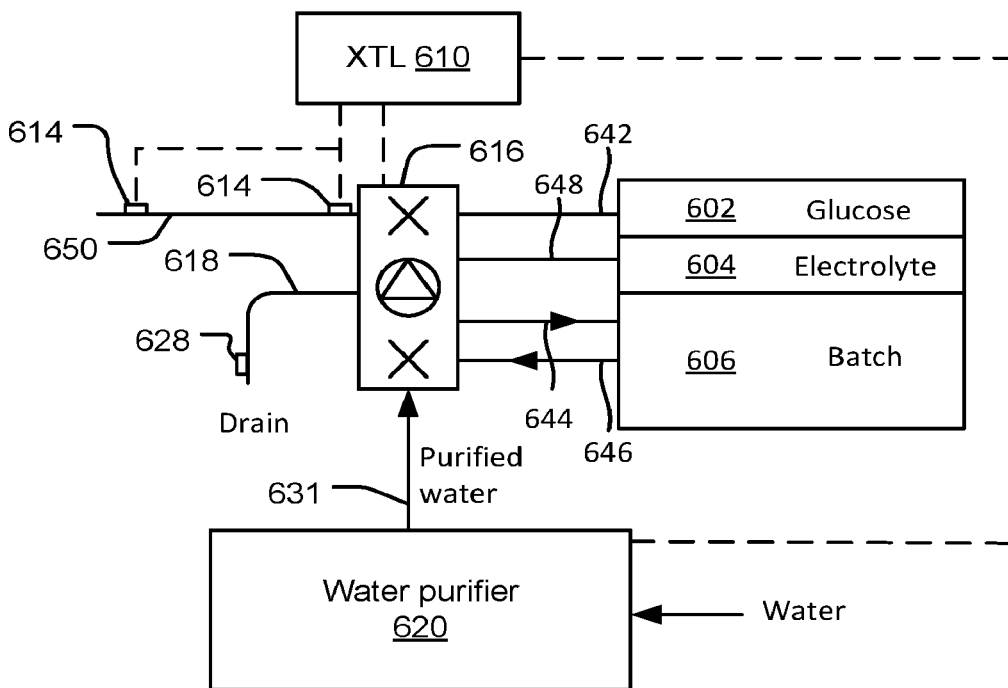 XTL 610
614
616
642
614
648
602 Glucose
650
618
604 Electrolyte
628
606 Batch
Drain
644
646
Purified
water
631
Water purifier
620
Water